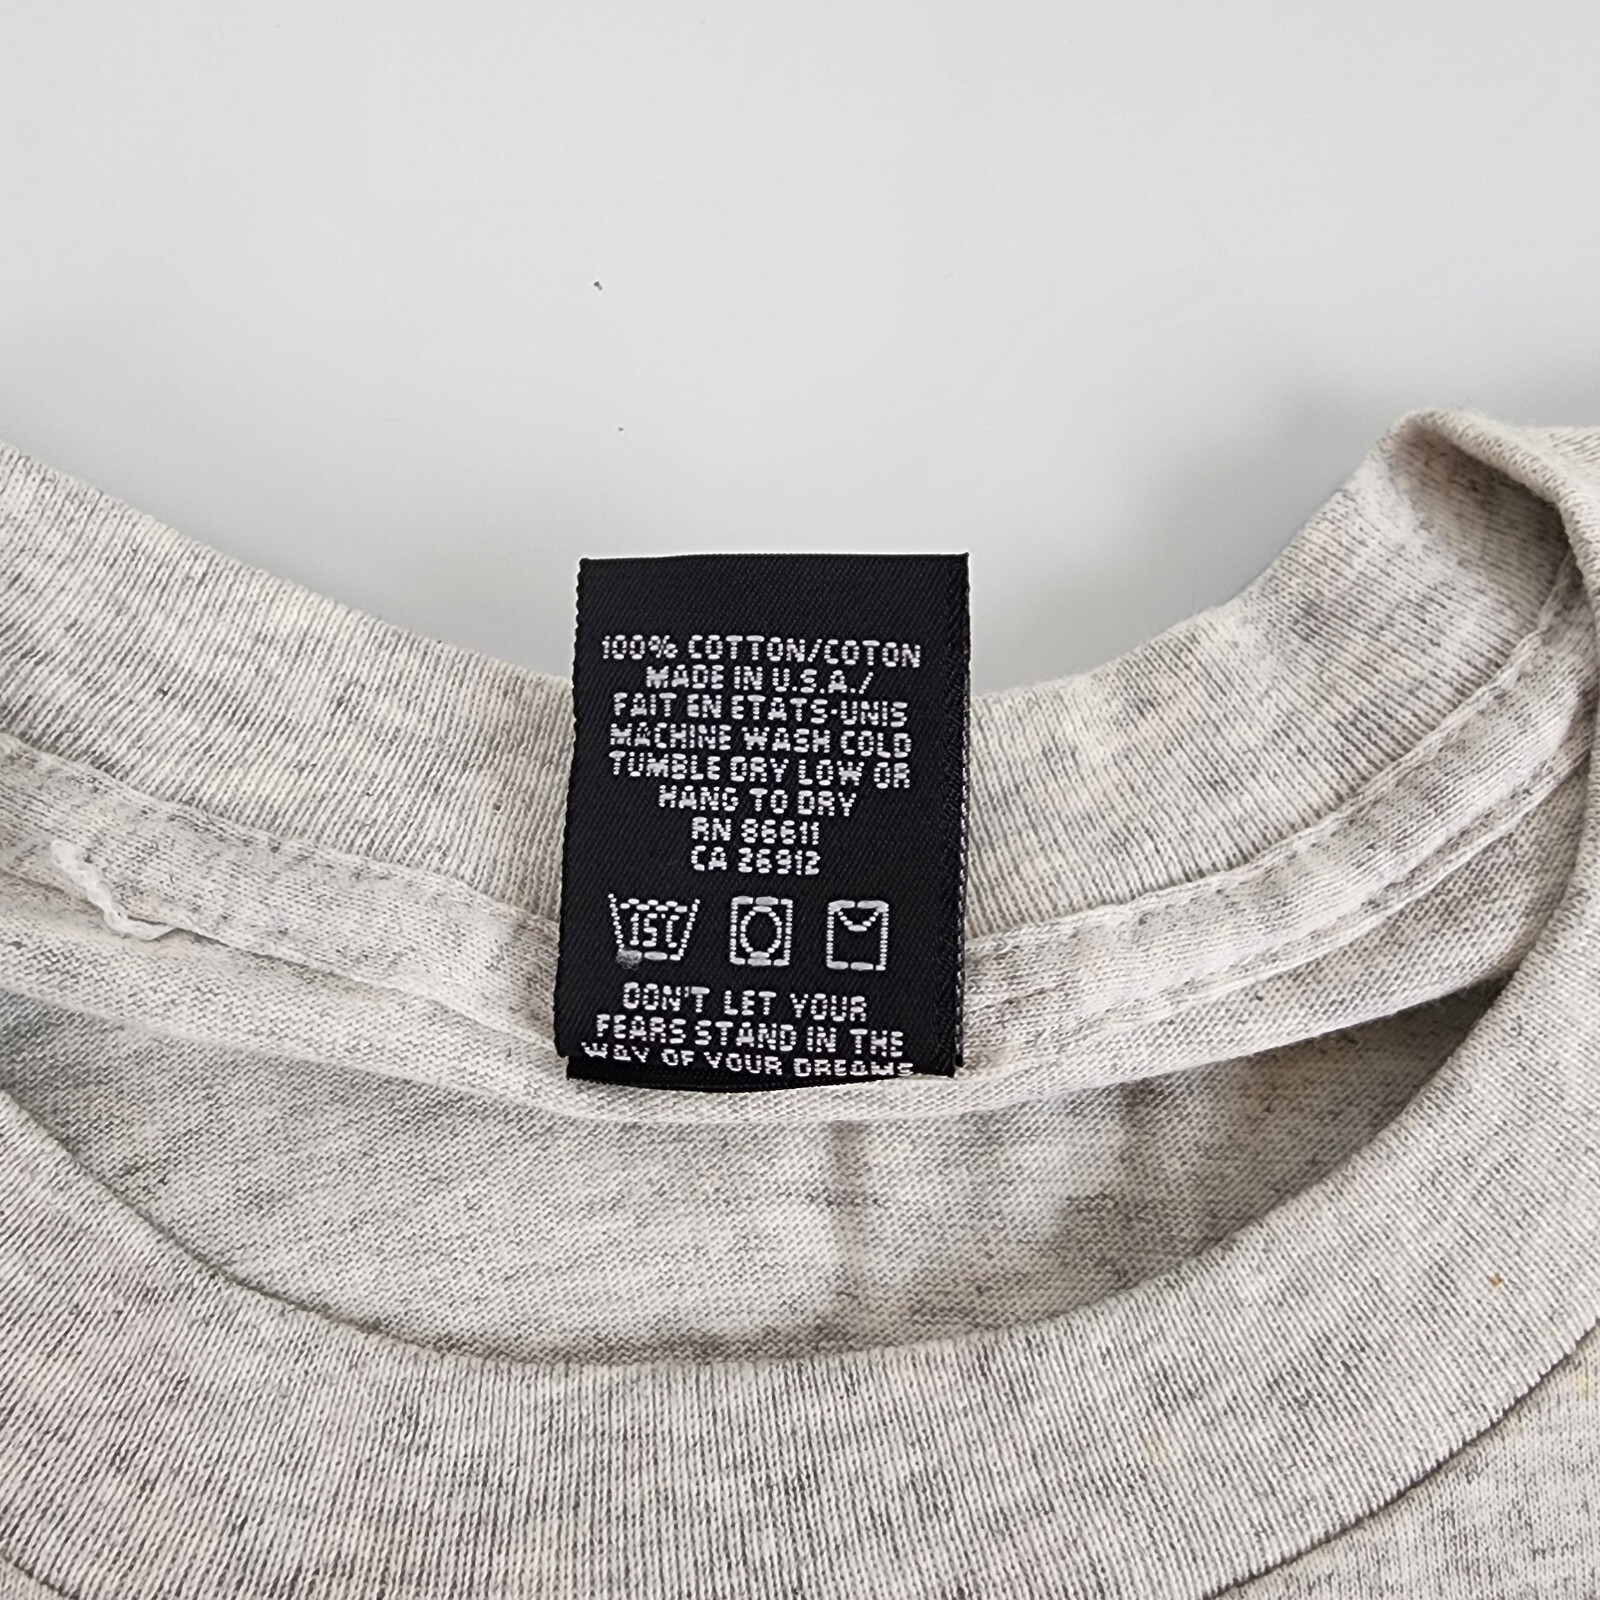 100% COTTON/COTON
MADE IN U.S.A./
FAIT EN ETATS-UNIS
MACHINE WASH COLD
TUMBLE DRY LOW OR
HANG TO DRY
RN 86611
CA 26912
DON'T LET YOUR
FEARS STAND IN THE
WAY OF YOUR DREAMS